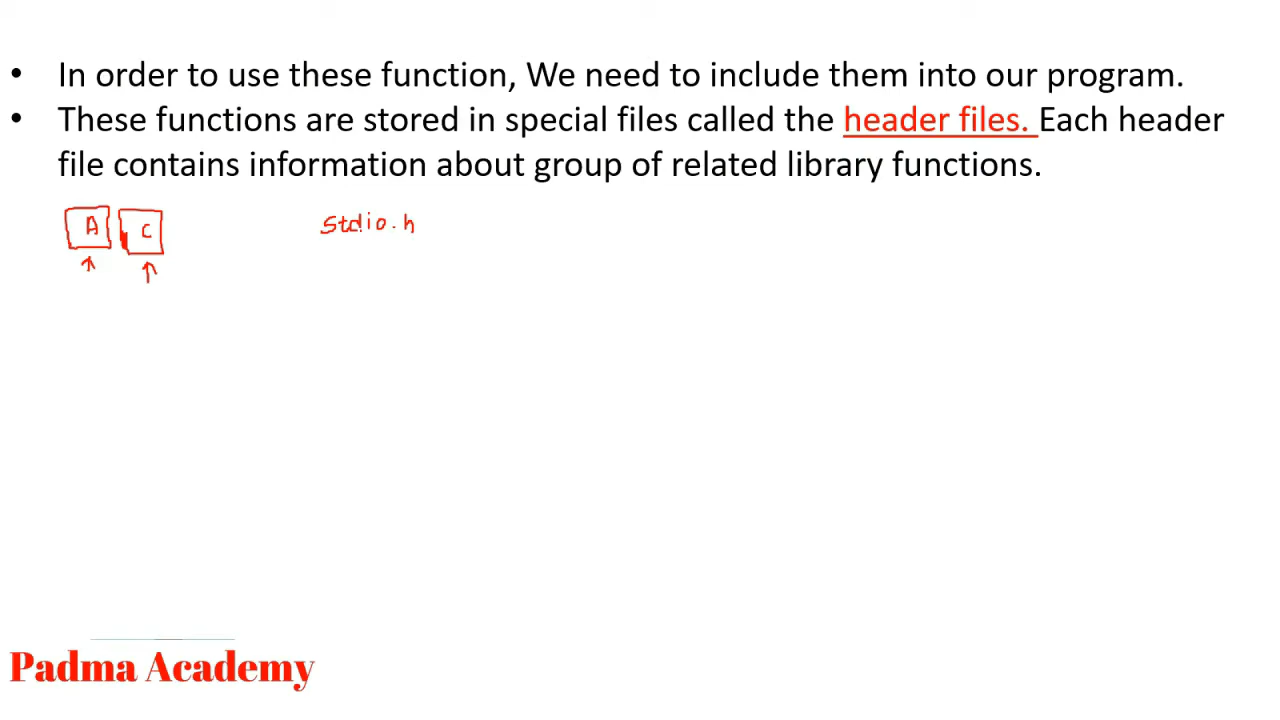 • In order to use these function, We need to include them into our program.
• These functions are stored in special files called the header files. Each header
file contains information about group of related library functions.
A C stdio.h
Padma Academy